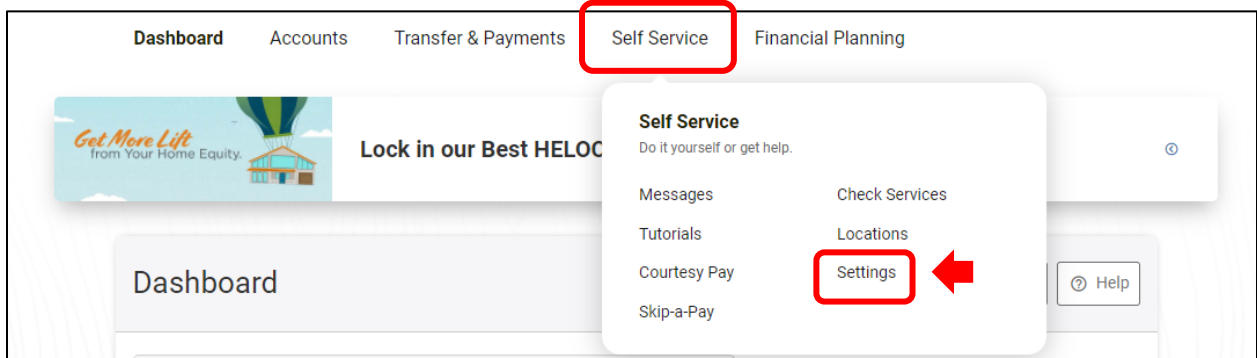 Dashboard Accounts Transfer & Payments Self Service Financial Planning
Get More Lift
from Your Home Equity.
Lock in our Best HELOC
Self Service
Do it yourself or get help.
Messages Check Services
Tutorials Locations
Courtesy Pay Settings
Skip-a-Pay
Dashboard
Help